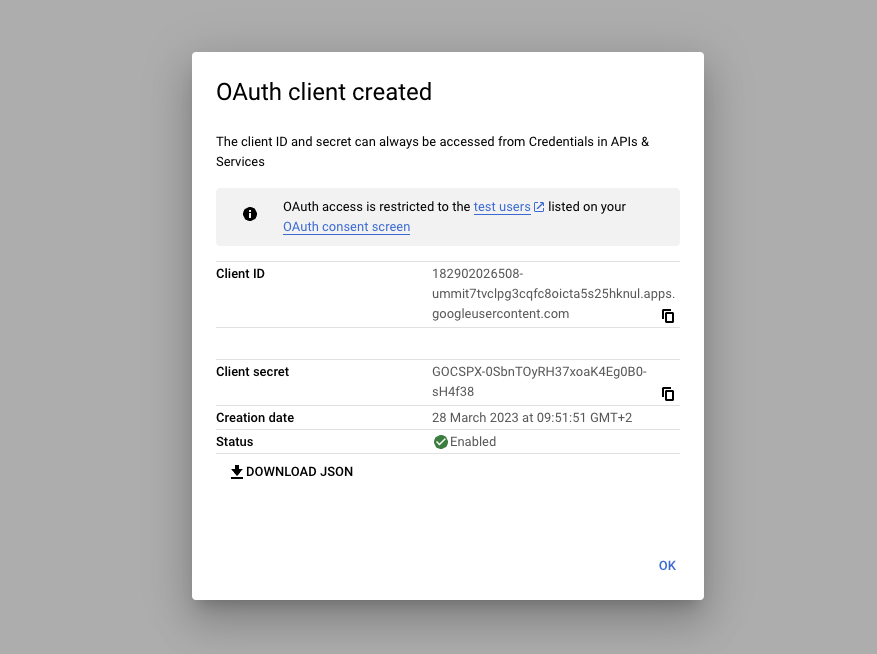 OAuth client created
The client ID and secret can always be accessed from Credentials in APIs &
Services
OAuth access is restricted to the test users listed on your
OAuth consent screen
Client ID
182902026508-
ummit7tvclpg3cqfc8oicta5s25hknul.apps.
googleusercontent.com
Client secret
GOCSPX-0SbnTOyRH37xoaK4Eg0B0-
sH4f38
Creation date
28 March 2023 at 09:51:51 GMT+2
Status
Enabled
DOWNLOAD JSON
OK